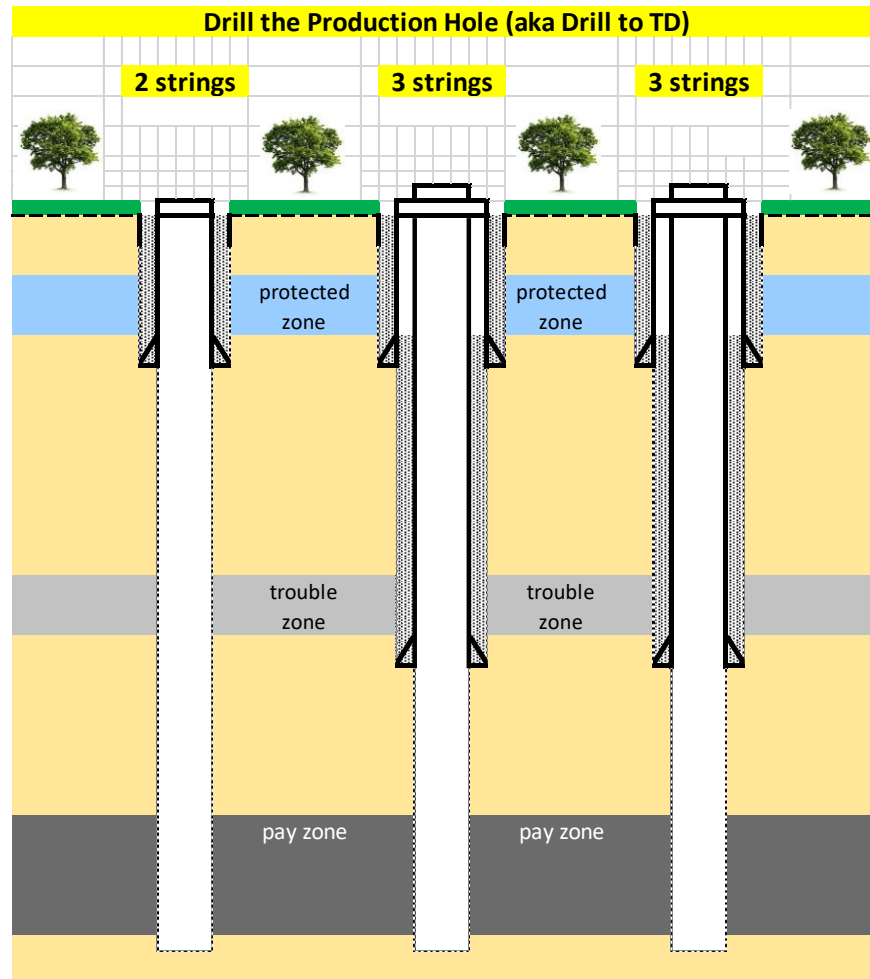 Drill the Production Hole (aka Drill to TD)
2 strings
3 strings
3 strings
protected
zone
protected
zone
trouble
zone
trouble
zone
pay zone
pay zone